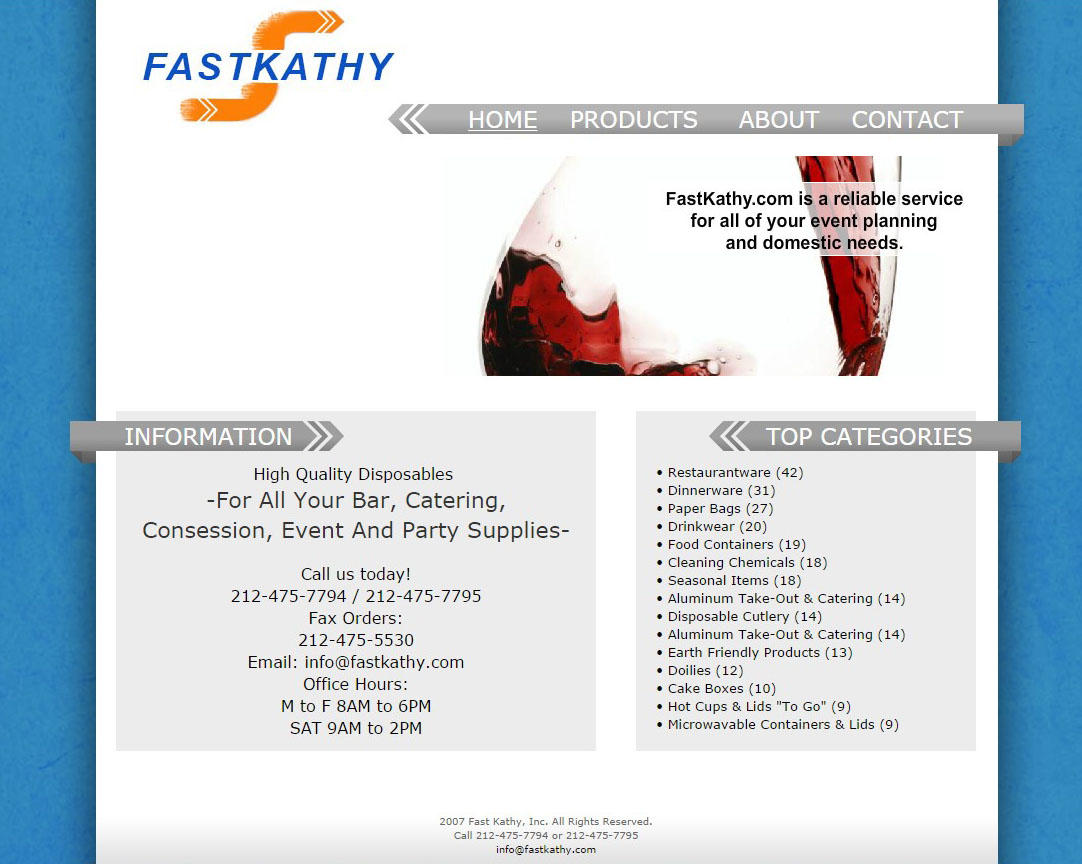 FASTKATHY
HOME PRODUCTS ABOUT CONTACT
FastKathy.com is a reliable service
for all of your event planning
and domestic needs.
INFORMATION
High Quality Disposables
-For All Your Bar, Catering,
Consession, Event And Party Supplies-
Call us today!
212-475-7794 / 212-475-7795
Fax Orders:
212-475-5530
Email: info@fastkathy.com
Office Hours:
M to F 8AM to 6PM
SAT 9AM to 2PM
TOP CATEGORIES
• Restaurantware (42)
• Dinnerware (31)
• Paper Bags (27)
• Drinkwear (20)
• Food Containers (19)
• Cleaning Chemicals (18)
• Seasonal Items (18)
• Aluminum Take-Out & Catering (14)
• Disposable Cutlery (14)
• Aluminum Take-Out & Catering (14)
• Earth Friendly Products (13)
• Doilies (12)
• Cake Boxes (10)
• Hot Cups & Lids "To Go" (9)
• Microwavable Containers & Lids (9)
2007 Fast Kathy, Inc. All Rights Reserved.
Call 212-475-7794 or 212-475-7795
info@fastkathy.com